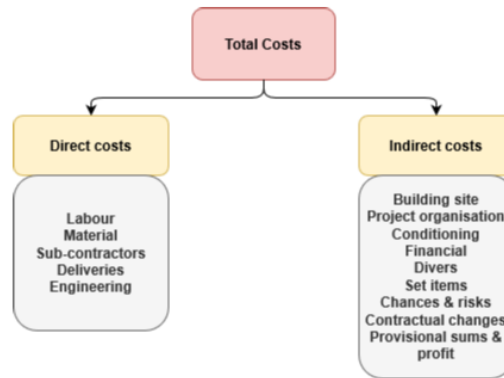 Total Costs
Direct costs
Labour
Material
Sub-contractors
Deliveries
Engineering
Indirect costs
Building site
Project organisation
Conditioning
Financial
Divers
Set items
Chances & risks
Contractual changes
Provisional sums &
profit